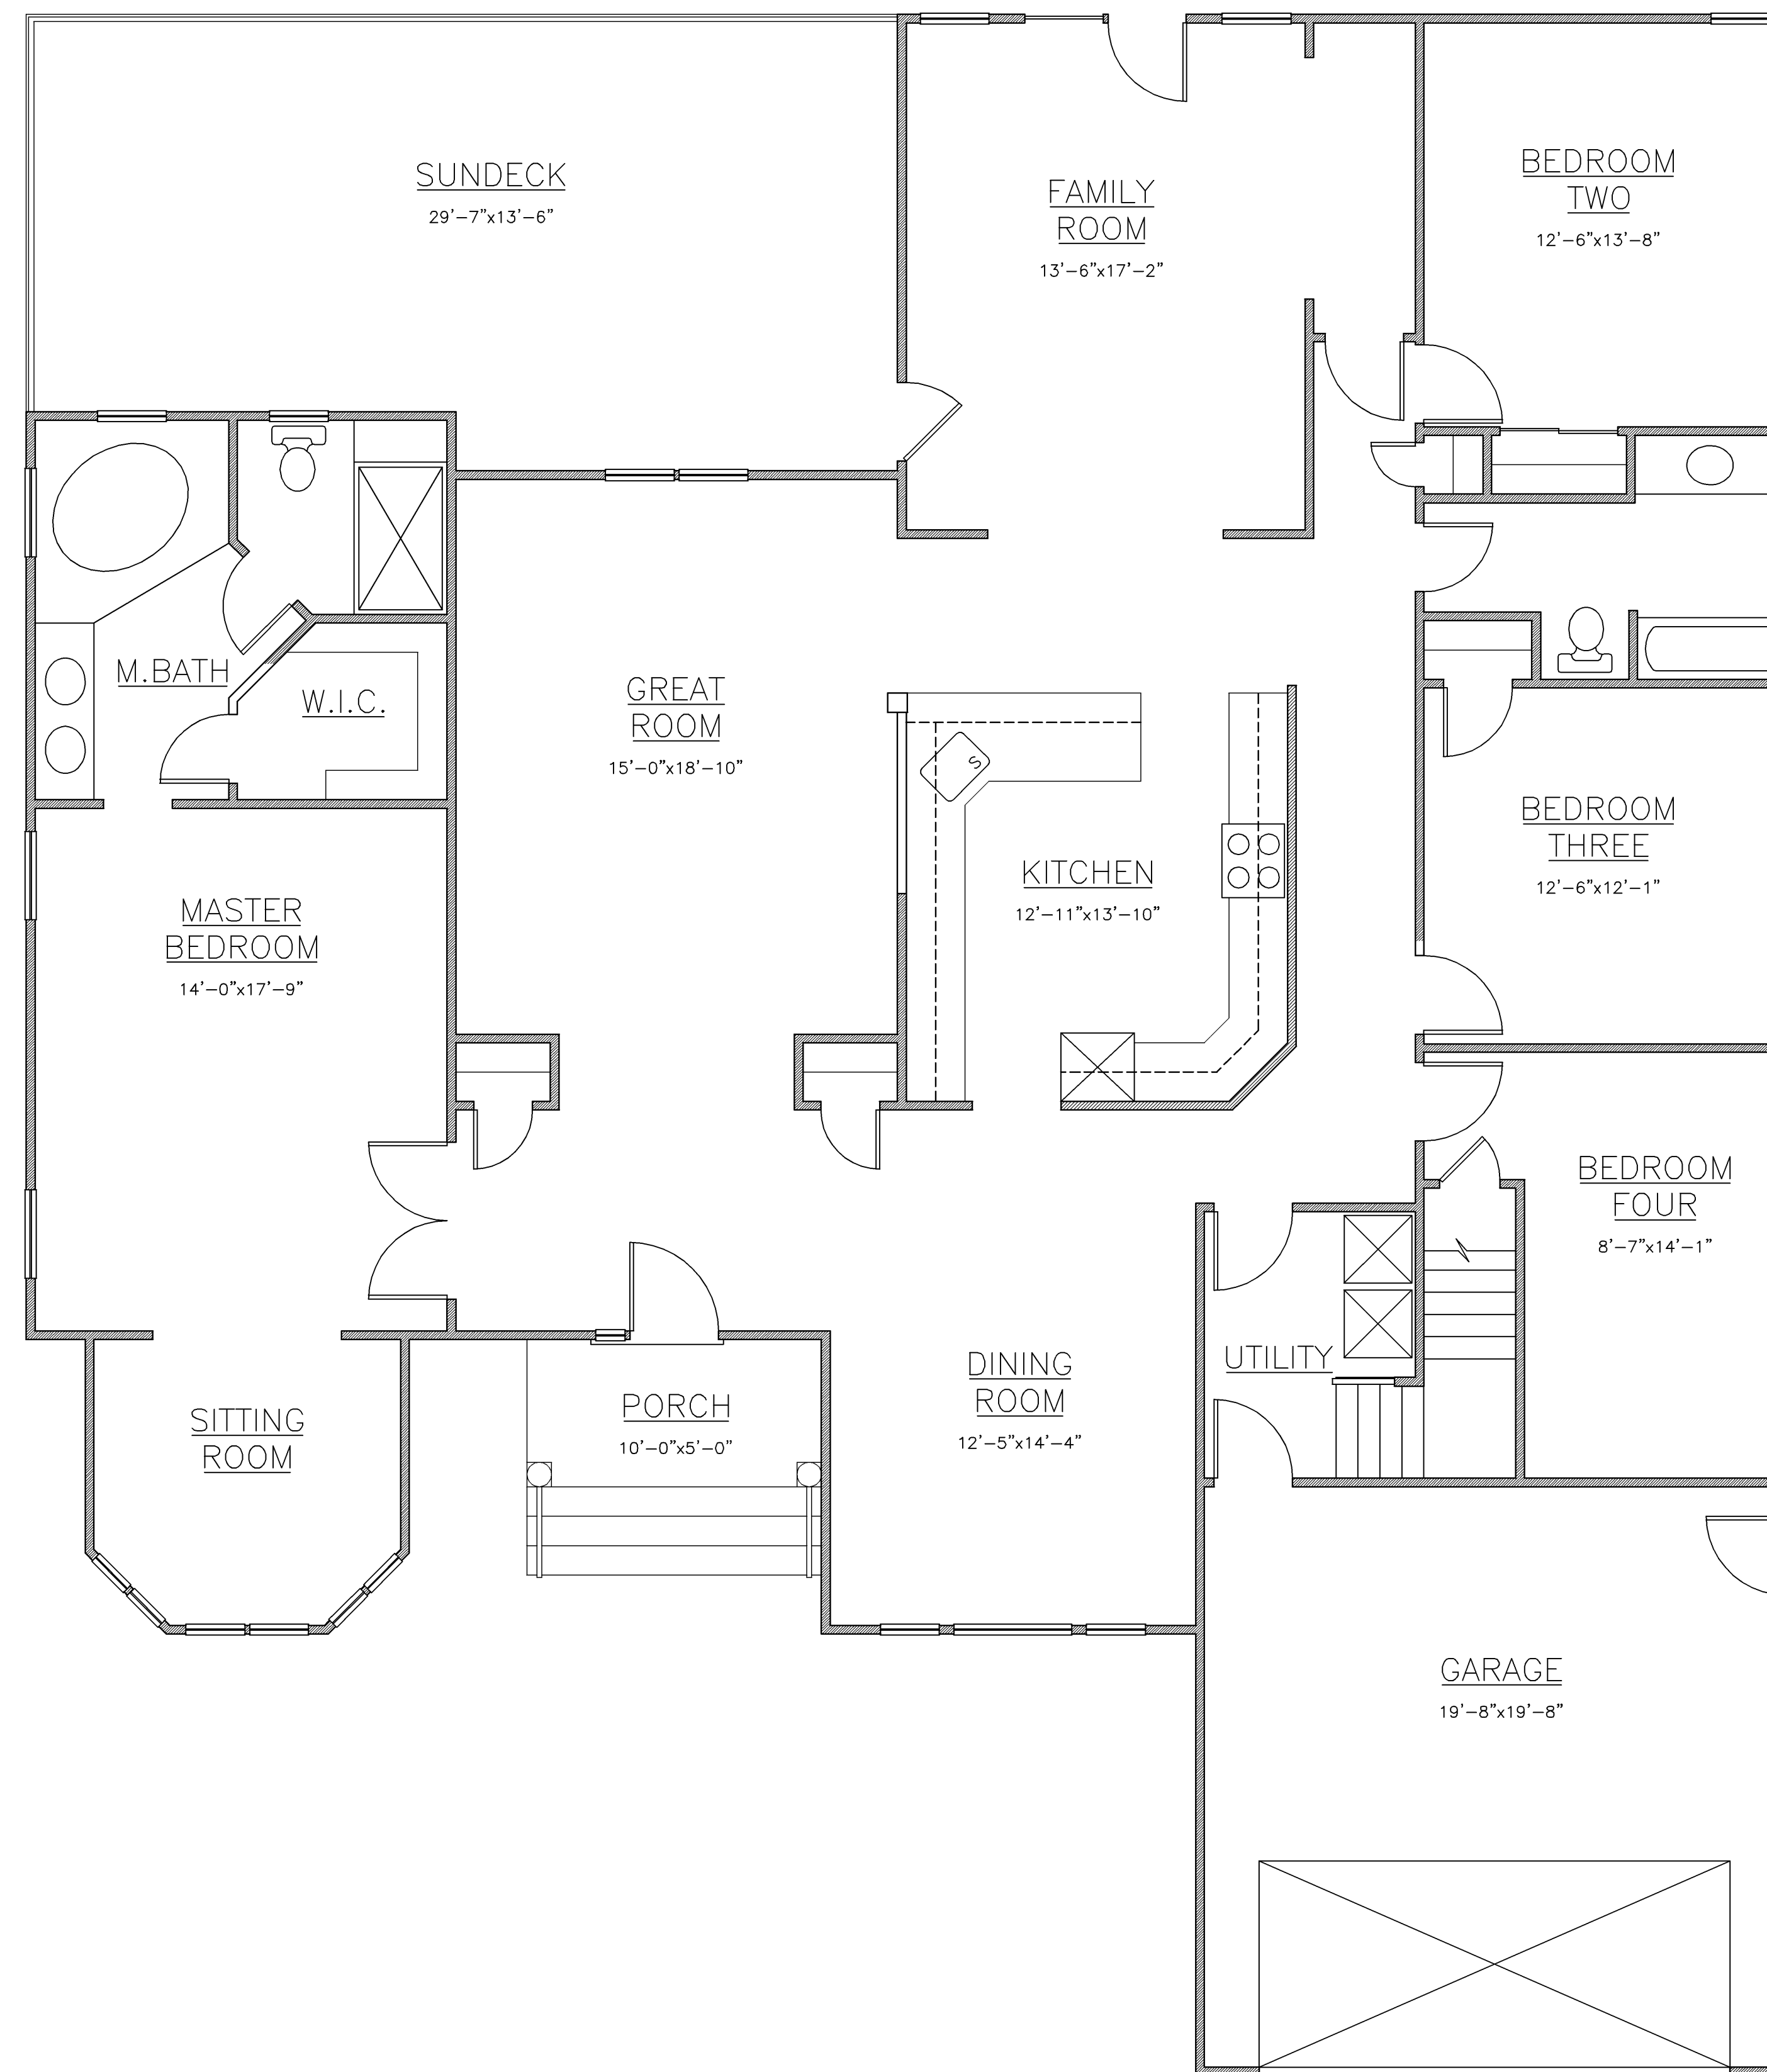 SUNDECK
29'-7"x13'-6"
FAMILY
ROOM
13'-6"x17'-2"
BEDROOM
TWO
12'-6"x13'-8"
M.BATH
W.I.C.
GREAT
ROOM
15'-0"x18'-10"
S
KITCHEN
12'-11"x13'-10"
BEDROOM
THREE
12'-6"x12'-1"
MASTER
BEDROOM
14'-0"x17'-9"
BEDROOM
FOUR
8'-7"x14'-1"
UTILITY
DINING
ROOM
12'-5"x14'-4"
PORCH
10'-0"x5'-0"
SITTING
ROOM
GARAGE
19'-8"x19'-8"